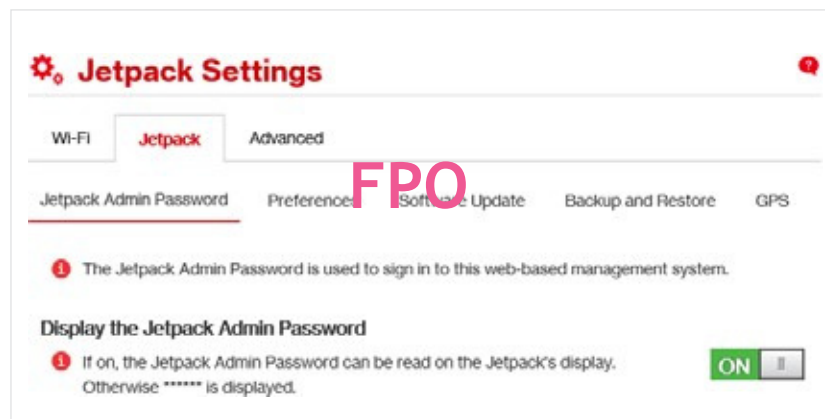 Jetpack Settings
?
Wi-Fi Jetpack Advanced
FPO
Jetpack Admin Password Preferences Software Update Backup and Restore GPS
The Jetpack Admin Password is used to sign in to this web-based management system.
Display the Jetpack Admin Password
If on, the Jetpack Admin Password can be read on the Jetpack's display.
Otherwise ****** is displayed.
ON